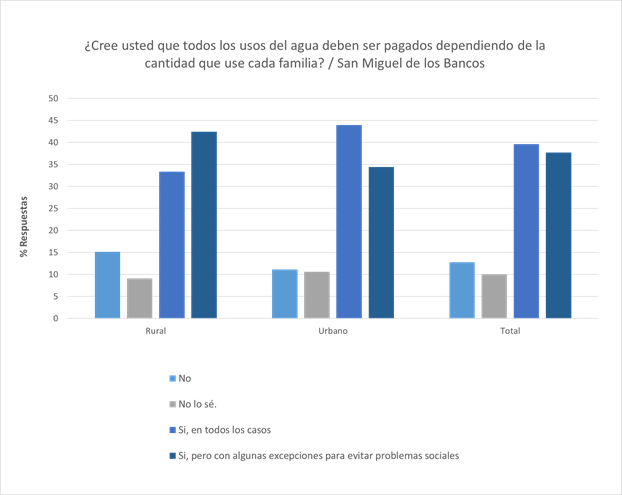 ¿Cree usted que todos los usos del agua deben ser pagados dependiendo de la
cantidad que use cada familia? / San Miguel de los Bancos
50
45
40
35
30
25
20
15
10
5
0
% Respuestas
Rural
Urbano
Total
No
No lo sé.
Si, en todos los casos
Si, pero con algunas excepciones para evitar problemas sociales